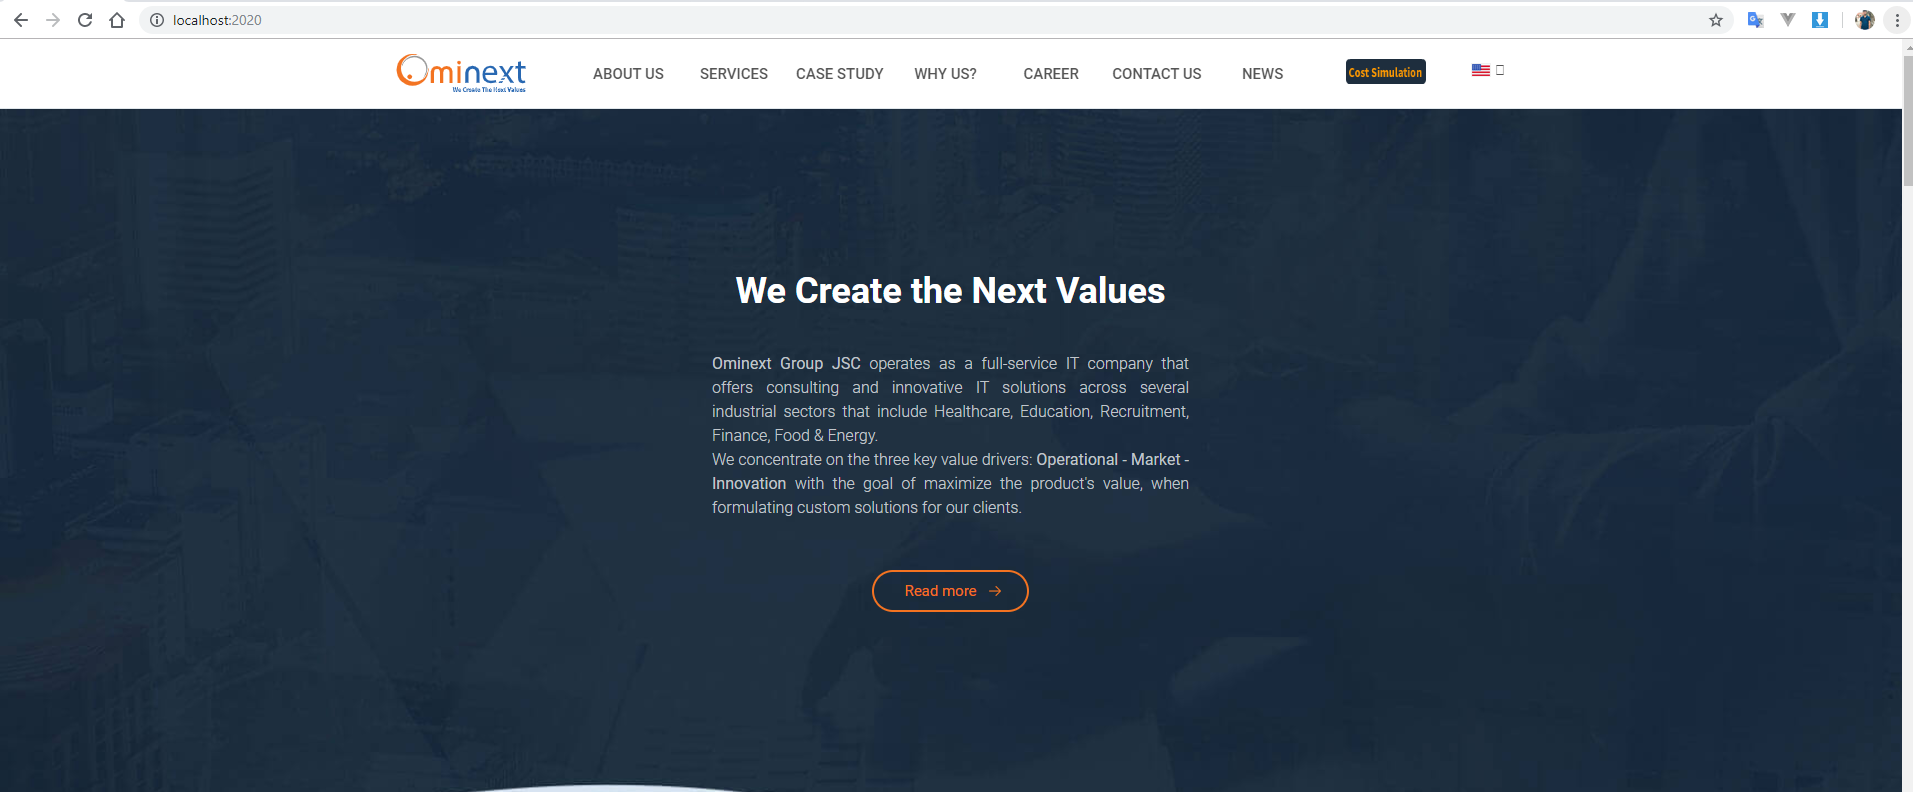 localhost:2020
Ominext
We Create The Next Values
ABOUT US
SERVICES
CASE STUDY
WHY US?
CAREER
CONTACT US
NEWS
Cost Simulation
We Create the Next Values
Ominext Group JSC operates as a full-service IT company that
offers consulting and innovative IT solutions across several
industrial sectors that include Healthcare, Education, Recruitment,
Finance, Food & Energy.
We concentrate on the three key value drivers: Operational - Market -
Innovation with the goal of maximize the product's value, when
formulating custom solutions for our clients.
Read more →